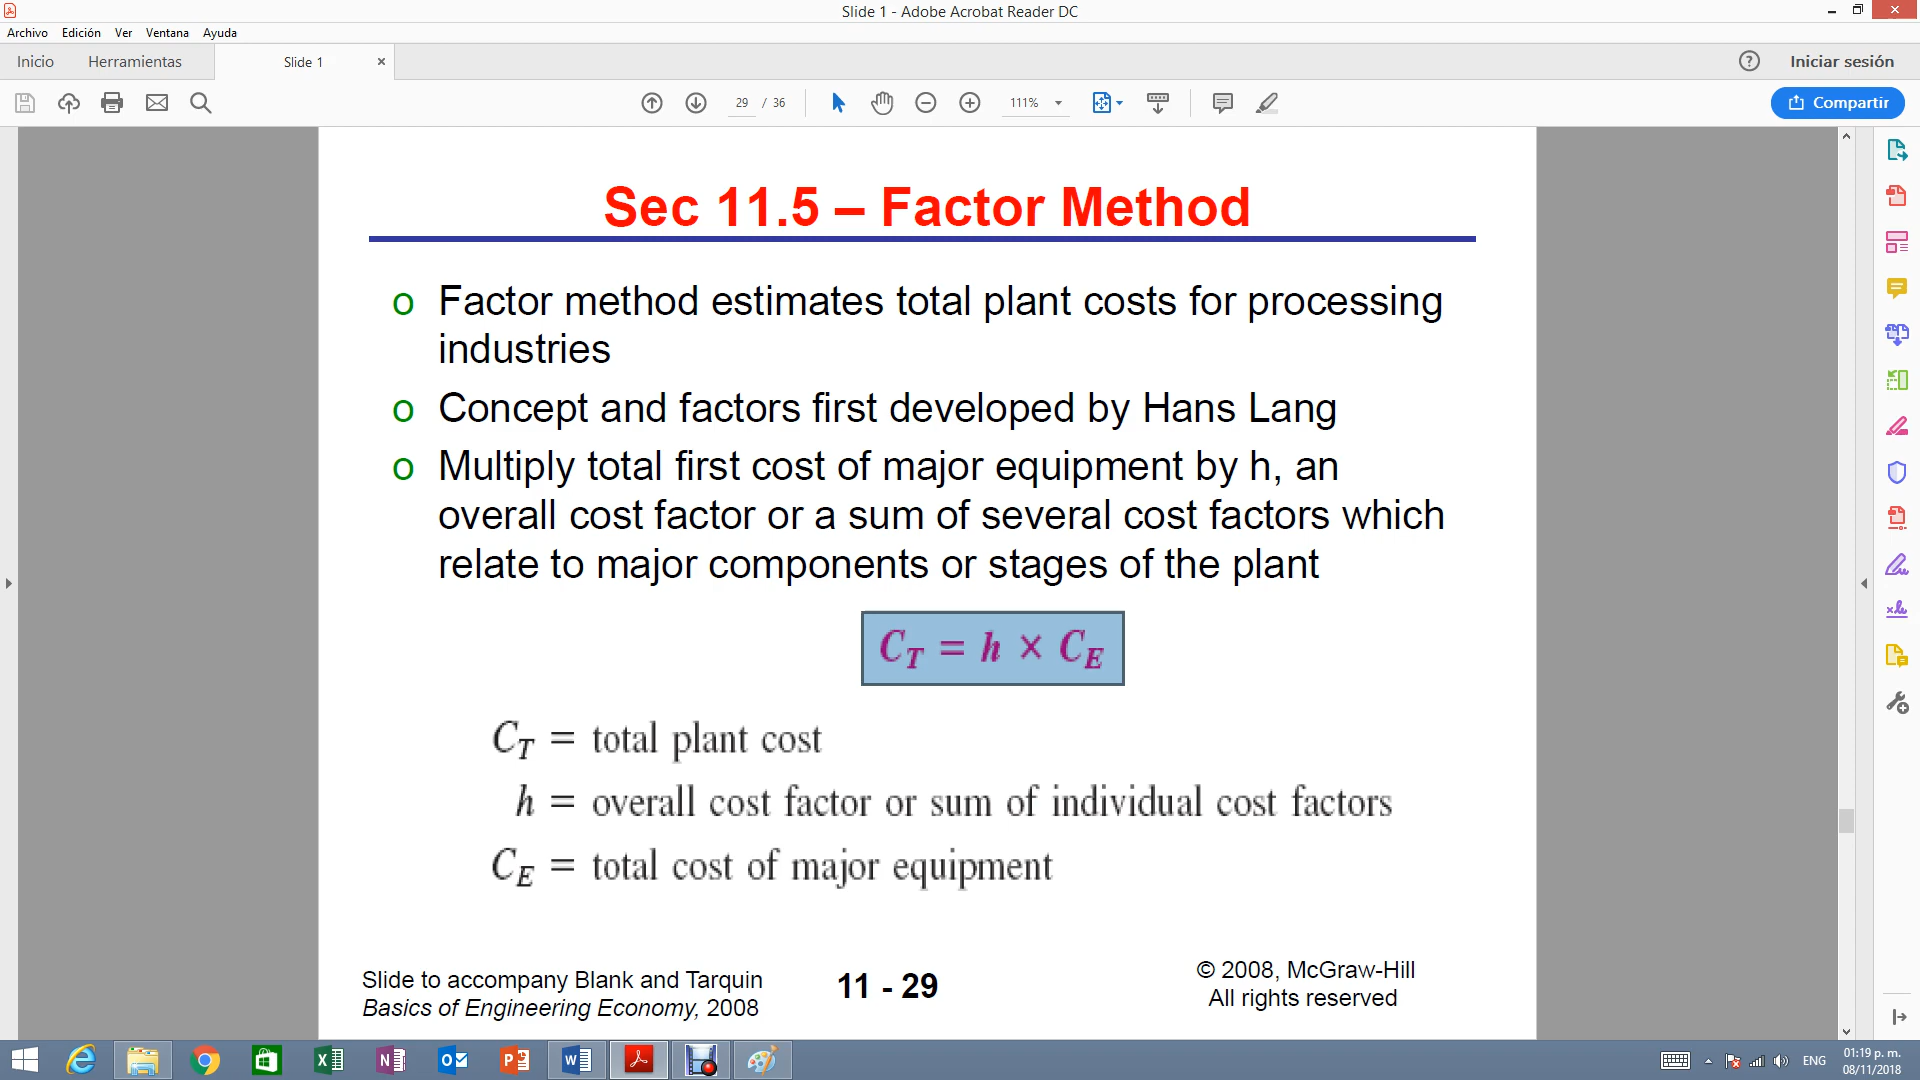 Slide 1 - Adobe Acrobat Reader DC
Archivo Edición Ver Ventana Ayuda
Inicio Herramientas Slide 1 × ? Iniciar sesión
29 / 36 111% Compartir
Sec 11.5 – Factor Method
o Factor method estimates total plant costs for processing
industries
o Concept and factors first developed by Hans Lang
o Multiply total first cost of major equipment by h, an
overall cost factor or a sum of several cost factors which
relate to major components or stages of the plant
C_T = h × C_E
C_T = total plant cost
h = overall cost factor or sum of individual cost factors
C_E = total cost of major equipment
Slide to accompany Blank and Tarquin
Basics of Engineering Economy, 2008
11 - 29
© 2008, McGraw-Hill
All rights reserved
ENG
01:19 p. m.
08/11/2018